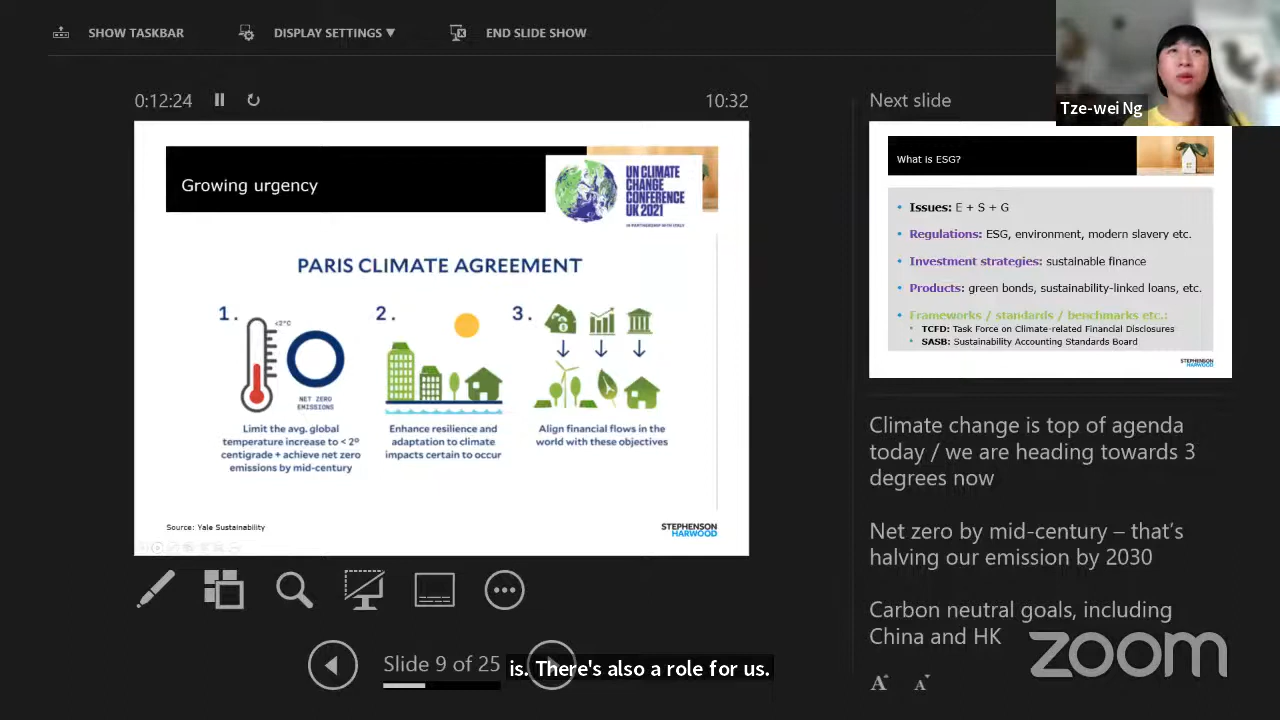 SHOW TASKBAR
DISPLAY SETTINGS ▼
END SLIDE SHOW
Tze-wei Ng
0:12:24
10:32
Next slide
Growing urgency
UN CLIMATE
CHANGE
CONFERENCE
UK 2021
IN PARTNERSHIP WITH ITALY
PARIS CLIMATE AGREEMENT
1.
2.
3.
<2°C
NET ZERO
EMISSIONS
Limit the avg. global
temperature increase to < 2º
centigrade + achieve net zero
emissions by mid-century
Enhance resilience and
adaptation to climate
impacts certain to occur
Align financial flows in the
world with these objectives
Source: Yale Sustainability
STEPHENSON
HARWOOD
What is ESG?
• Issues: E + S + G
• Regulations: ESG, environment, modern slavery etc.
• Investment strategies: sustainable finance
• Products: green bonds, sustainability-linked loans, etc.
• Frameworks / standards / benchmarks etc.:
• TCFD: Task Force on Climate-related Financial Disclosures
• SASB: Sustainability Accounting Standards Board
STEPHENSON
HARWOOD
Climate change is top of agenda
today / we are heading towards 3
degrees now
Net zero by mid-century – that's
halving our emission by 2030
Carbon neutral goals, including
China and HK
zoom
Slide 9 of 25
is. There's also a role for us.
A A